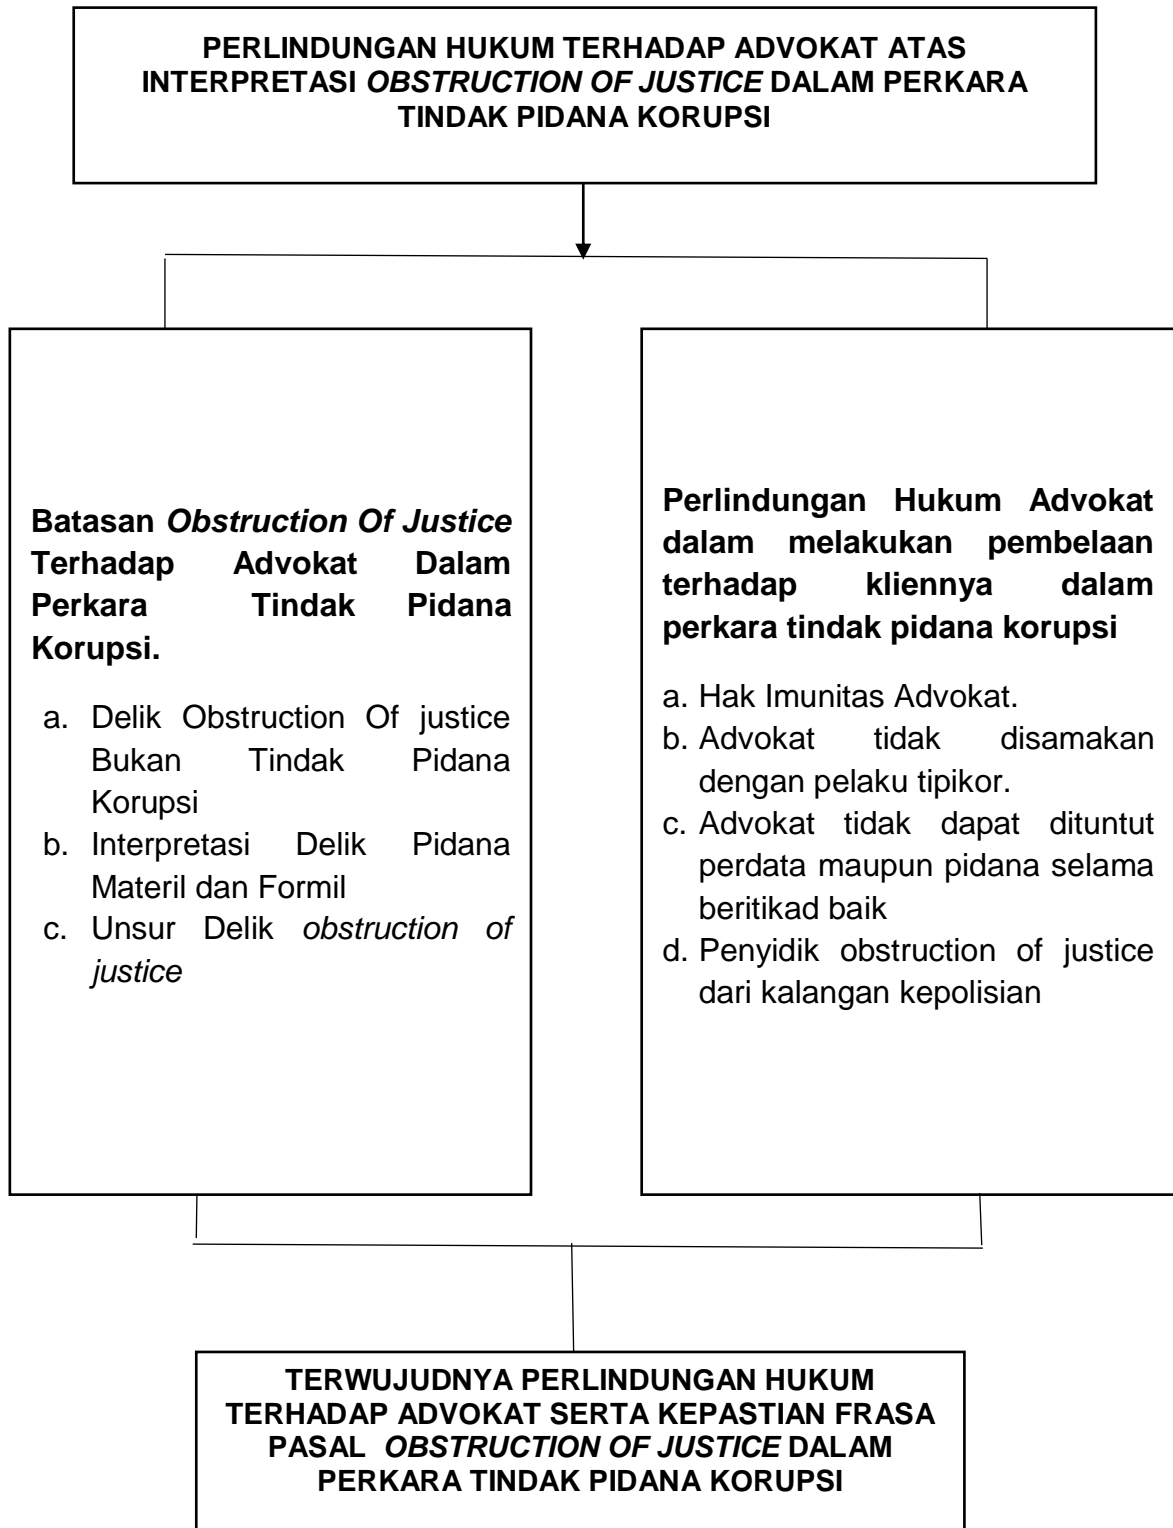 PERLINDUNGAN HUKUM TERHADAP ADVOKAT ATAS
INTERPRETASI OBSTRUCTION OF JUSTICE DALAM PERKARA
TINDAK PIDANA KORUPSI
Batasan Obstruction Of Justice
Terhadap Advokat Dalam
Perkara Tindak Pidana
Korupsi.
a. Delik Obstruction Of justice
Bukan Tindak Pidana
Korupsi
b. Interpretasi Delik Pidana
Materil dan Formil
c. Unsur Delik obstruction of
justice
Perlindungan Hukum Advokat
dalam melakukan pembelaan
terhadap kliennya dalam
perkara tindak pidana korupsi
a. Hak Imunitas Advokat.
b. Advokat tidak disamakan
dengan pelaku tipikor.
c. Advokat tidak dapat dituntut
perdata maupun pidana selama
beritikad baik
d. Penyidik obstruction of justice
dari kalangan kepolisian
TERWUJUDNYA PERLINDUNGAN HUKUM
TERHADAP ADVOKAT SERTA KEPASTIAN FRASA
PASAL OBSTRUCTION OF JUSTICE DALAM
PERKARA TINDAK PIDANA KORUPSI